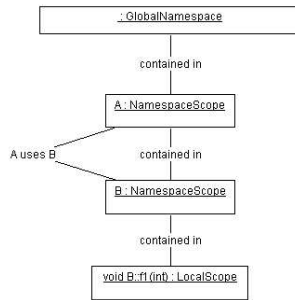 : GlobalNamespace
contained in
A : NamespaceScope
A uses B
contained in
B : NamespaceScope
contained in
void B::f1(int) : LocalScope